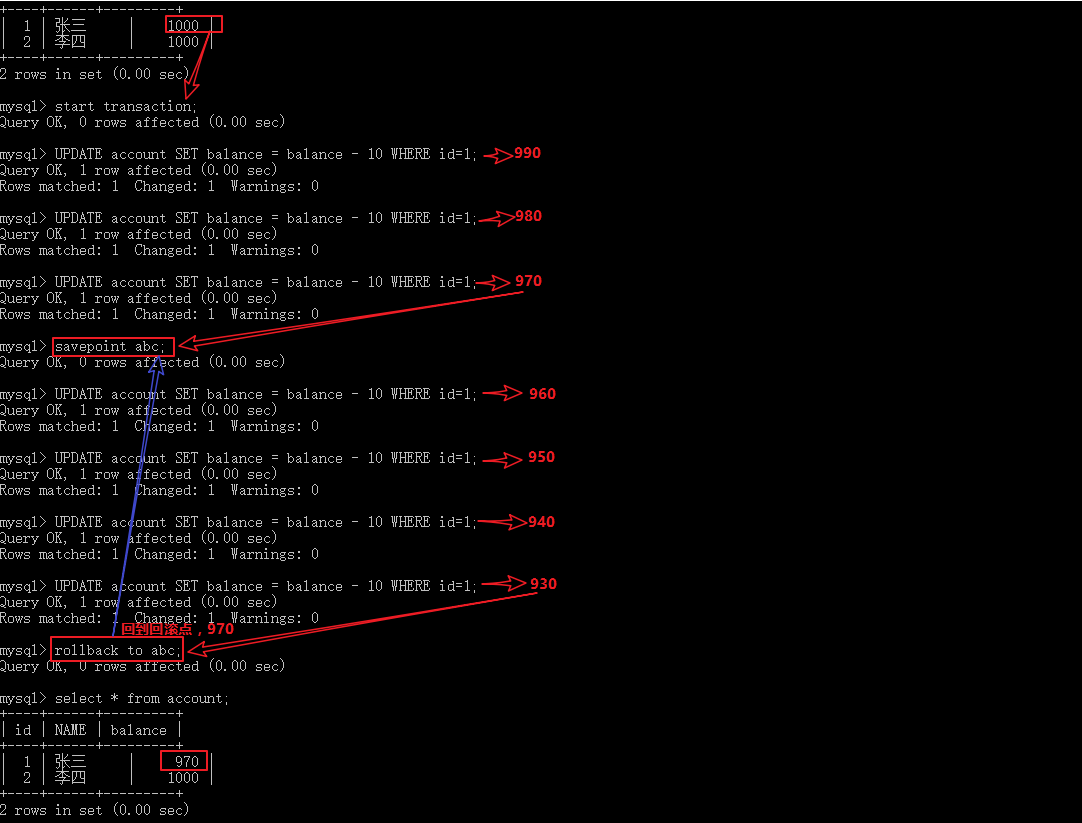 +----+------+---------+
|  1 | 张三   |    1000 |
|  2 | 李四   |    1000 |
+----+------+---------+
2 rows in set (0.00 sec)
mysql> start transaction;
Query OK, 0 rows affected (0.00 sec)
mysql> UPDATE account SET balance = balance - 10 WHERE id=1; 990
Query OK, 1 row affected (0.00 sec)
Rows matched: 1  Changed: 1  Warnings: 0
mysql> UPDATE account SET balance = balance - 10 WHERE id=1; 980
Query OK, 1 row affected (0.00 sec)
Rows matched: 1  Changed: 1  Warnings: 0
mysql> UPDATE account SET balance = balance - 10 WHERE id=1; 970
Query OK, 1 row affected (0.00 sec)
Rows matched: 1  Changed: 1  Warnings: 0
mysql> savepoint abc;
Query OK, 0 rows affected (0.00 sec)
mysql> UPDATE account SET balance = balance - 10 WHERE id=1; 960
Query OK, 1 row affected (0.00 sec)
Rows matched: 1  Changed: 1  Warnings: 0
mysql> UPDATE account SET balance = balance - 10 WHERE id=1; 950
Query OK, 1 row affected (0.00 sec)
Rows matched: 1  Changed: 1  Warnings: 0
mysql> UPDATE account SET balance = balance - 10 WHERE id=1; 940
Query OK, 1 row affected (0.00 sec)
Rows matched: 1  Changed: 1  Warnings: 0
mysql> UPDATE account SET balance = balance - 10 WHERE id=1; 930
Query OK, 1 row affected (0.00 sec)
Rows matched: 1  Changed: 1  Warnings: 0
回到回滚点，970
mysql> rollback to abc;
Query OK, 0 rows affected (0.00 sec)
mysql> select * from account;
+----+------+---------+
| id | NAME | balance |
+----+------+---------+
|  1 | 张三   |     970 |
|  2 | 李四   |    1000 |
+----+------+---------+
2 rows in set (0.00 sec)